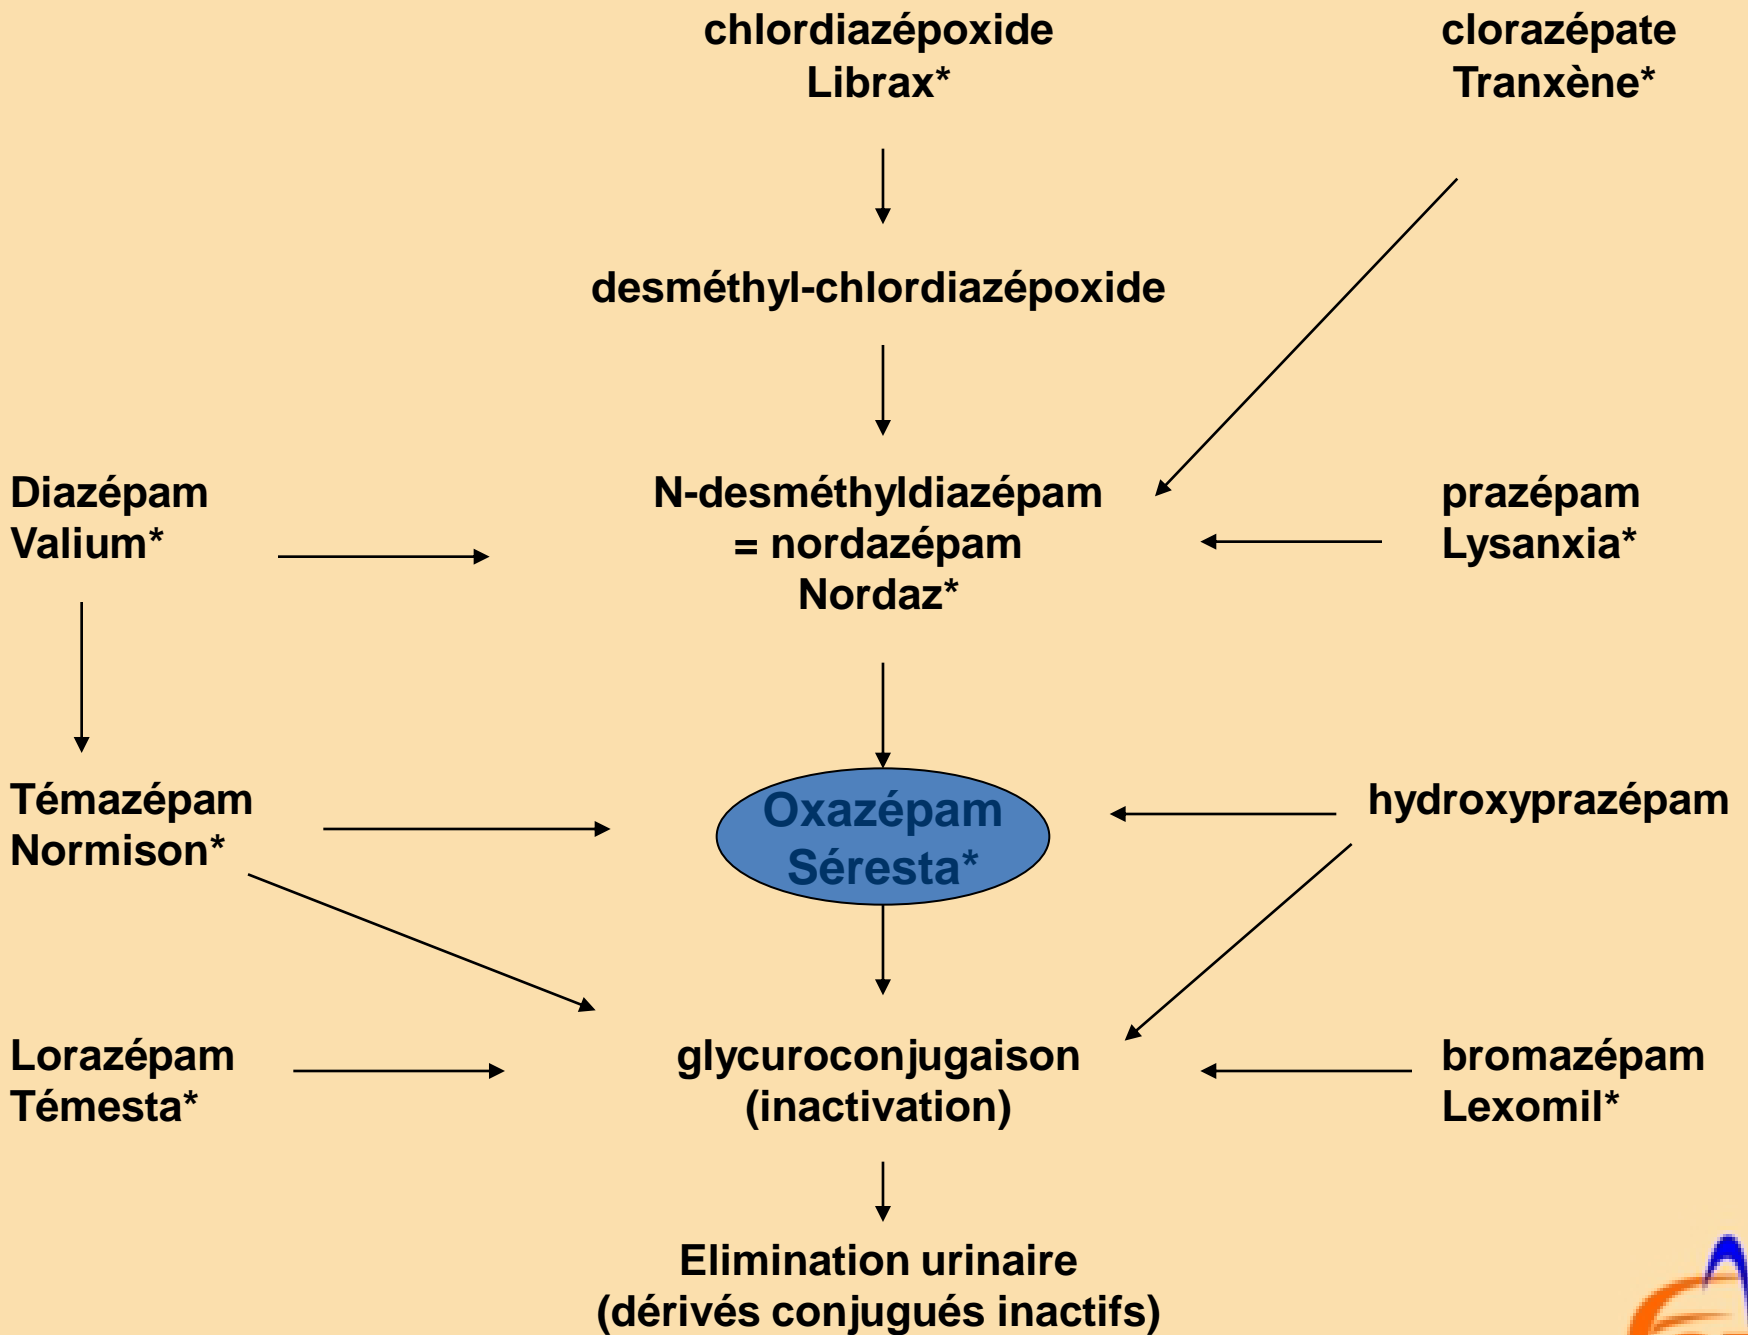 chlordiazépoxide
Librax*
clorazépate
Tranxène*
desméthyl-chlordiazépoxide
Diazépam
Valium*
N-desméthyldiazépam
= nordazépam
Nordaz*
prazépam
Lysanxia*
Témazépam
Normison*
Oxazépam
Séresta*
hydroxyprazépam
Lorazépam
Témesta*
glycuroconjugaison
(inactivation)
bromazépam
Lexomil*
Elimination urinaire
(dérivés conjugués inactifs)